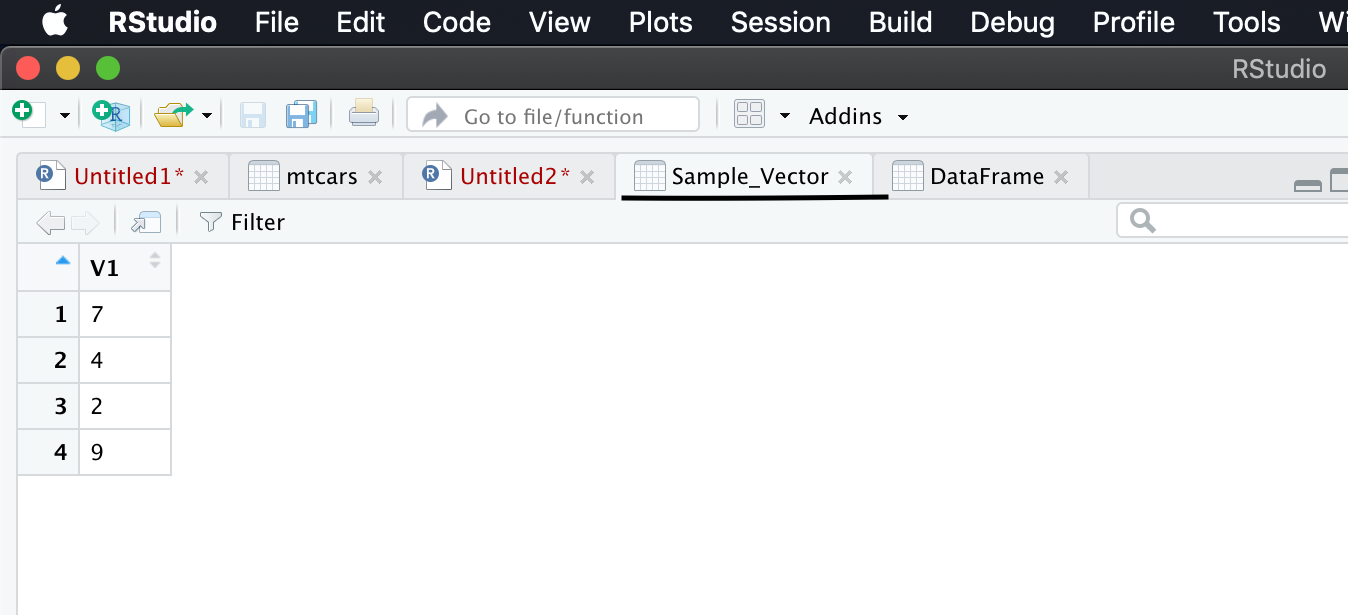 RStudio File Edit Code View Plots Session Build Debug Profile Tools
RStudio
Go to file/function Addins
Untitled1* mtcars Untitled2* Sample_Vector DataFrame
Filter
V1
1 7
2 4
3 2
4 9